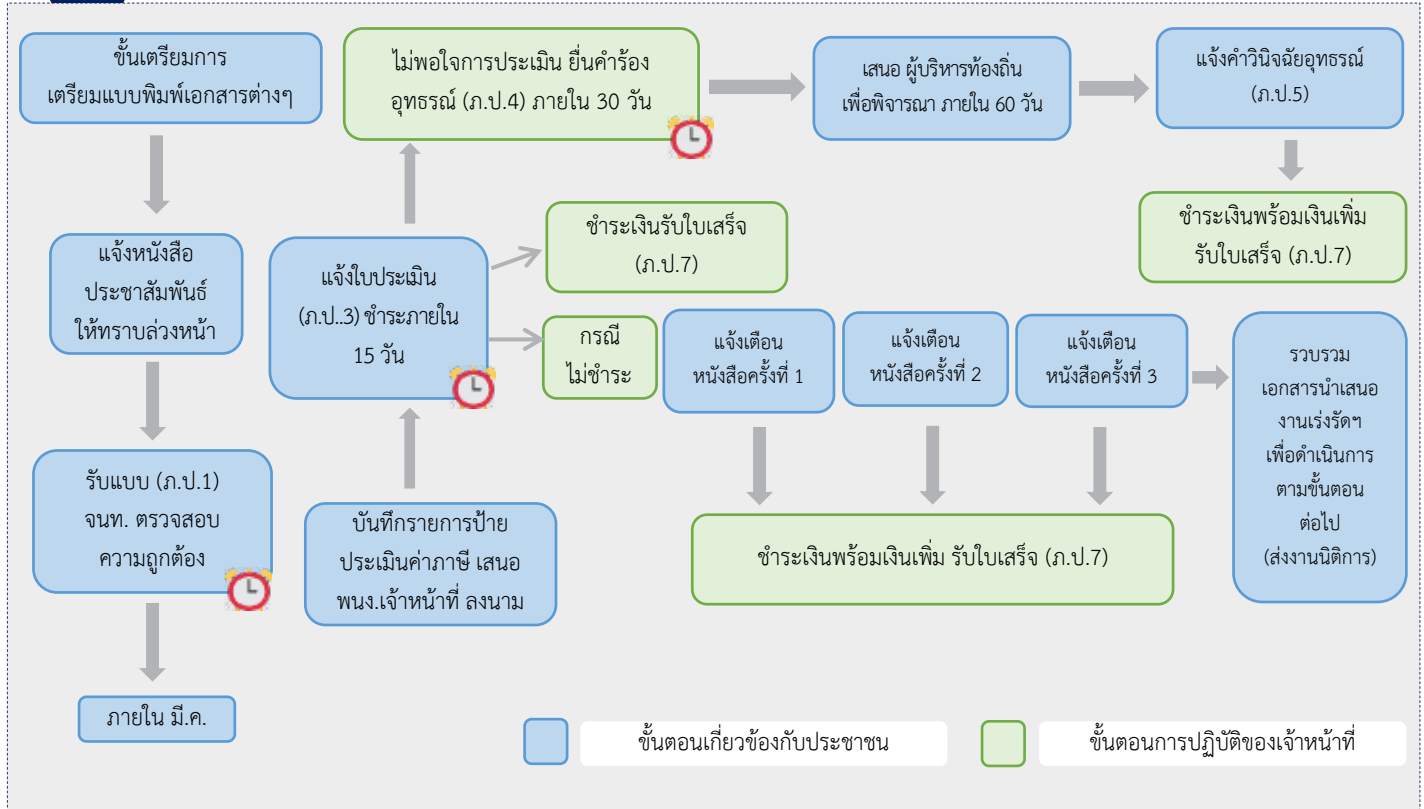 ขั้นเตรียมการ
เตรียมแบบพิมพ์เอกสารต่างๆ
ไม่พอใจการประเมิน ยื่นคำร้อง
อุทธรณ์ (ภ.ป.4) ภายใน 30 วัน
เสนอ ผู้บริหารท้องถิ่น
เพื่อพิจารณา ภายใน 60 วัน
แจ้งคำวินิจฉัยอุทธรณ์
(ภ.ป.5)
ชำระเงินพร้อมเงินเพิ่ม
รับใบเสร็จ (ภ.ป.7)
แจ้งหนังสือ
ประชาสัมพันธ์
ให้ทราบล่วงหน้า
แจ้งใบประเมิน
(ภ.ป..3) ชำระภายใน
15 วัน
ชำระเงินรับใบเสร็จ
(ภ.ป.7)
กรณี
ไม่ชำระ
แจ้งเตือน
หนังสือครั้งที่ 1
แจ้งเตือน
หนังสือครั้งที่ 2
แจ้งเตือน
หนังสือครั้งที่ 3
รวบรวม
เอกสารนำเสนอ
งานเร่งรัดฯ
เพื่อดำเนินการ
ตามขั้นตอน
ต่อไป
(ส่งงานนิติการ)
รับแบบ (ภ.ป.1)
จนท. ตรวจสอบ
ความถูกต้อง
บันทึกรายการป้าย
ประเมินค่าภาษี เสนอ
พนง.เจ้าหน้าที่ ลงนาม
ชำระเงินพร้อมเงินเพิ่ม รับใบเสร็จ (ภ.ป.7)
ภายใน มี.ค.
ขั้นตอนเกี่ยวข้องกับประชาชน
ขั้นตอนการปฏิบัติของเจ้าหน้าที่